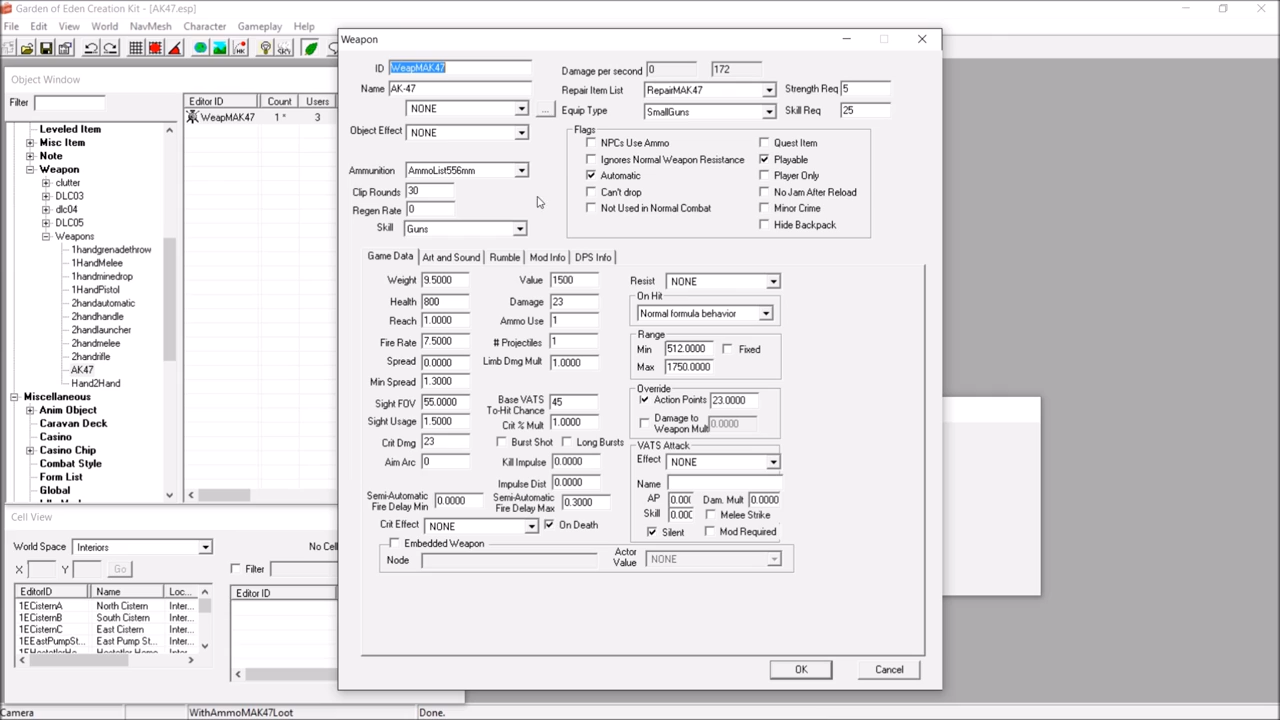 Garden of Eden Creation Kit - [AK47.esp]
File Edit View World NavMesh Character Gameplay Help
Object Window
Filter
Editor ID Count Users
WeapMAK47 1 * 3
Leveled Item
Misc Item
Note
Weapon
clutter
DLC03
dlc04
DLC05
Weapons
1handgrenadethrow
1HandMelee
1handminedrop
1HandPistol
2handautomatic
2handhandle
2handlauncher
2handmelee
2handrifle
AK47
Hand2Hand
Miscellaneous
Anim Object
Caravan Deck
Casino
Casino Chip
Combat Style
Form List
Global
Cell View
World Space Interiors No Cel
X Y Go Filter
EditorID Name Loc... Editor ID
1ECisternA North Cistern Inter...
1ECisternB South Cistern Inter...
1ECisternC East Cistern Inter...
1EEastPumpSt... East Pump St... Inter...
Weapon
ID WeapMAK47
Name AK-47
NONE ...
Object Effect NONE
Ammunition AmmoList556mm
Clip Rounds 30
Regen Rate 0
Skill Guns
Damage per second 0 172
Repair Item List RepairMAK47 Strength Req 5
Equip Type SmallGuns Skill Req 25
Flags
NPCs Use Ammo Quest Item
Ignores Normal Weapon Resistance Playable
Automatic Player Only
Can't drop No Jam After Reload
Not Used in Normal Combat Minor Crime
Hide Backpack
Game Data Art and Sound Rumble Mod Info DPS Info
Weight 9.5000 Value 1500 Resist NONE
Health 800 Damage 23 On Hit
Reach 1.0000 Ammo Use 1 Normal formula behavior
Fire Rate 7.5000 # Projectiles 1 Range
Min 512.0000 Fixed
Spread 0.0000 Limb Dmg Mult 1.0000 Max 1750.0000
Min Spread 1.3000
Override
Sight FOV 55.0000 Base VATS To-Hit Chance 45 Action Points 23.0000
Sight Usage 1.5000 Crit % Mult 1.0000 Damage to Weapon Mult 0.0000
Crit Dmg 23 Burst Shot Long Bursts VATS Attack
Aim Arc 0 Kill Impulse 0.0000 Effect NONE
Impulse Dist 0.0000 Name
Semi-Automatic Fire Delay Min 0.0000 Semi-Automatic Fire Delay Max 0.3000 AP 0.00 Dam. Mult 0.0000
Skill 0.00 Melee Strike
Crit Effect NONE On Death Silent Mod Required
Embedded Weapon
Node Actor Value NONE
OK Cancel
Camera WithAmmoMAK47Loot Done.